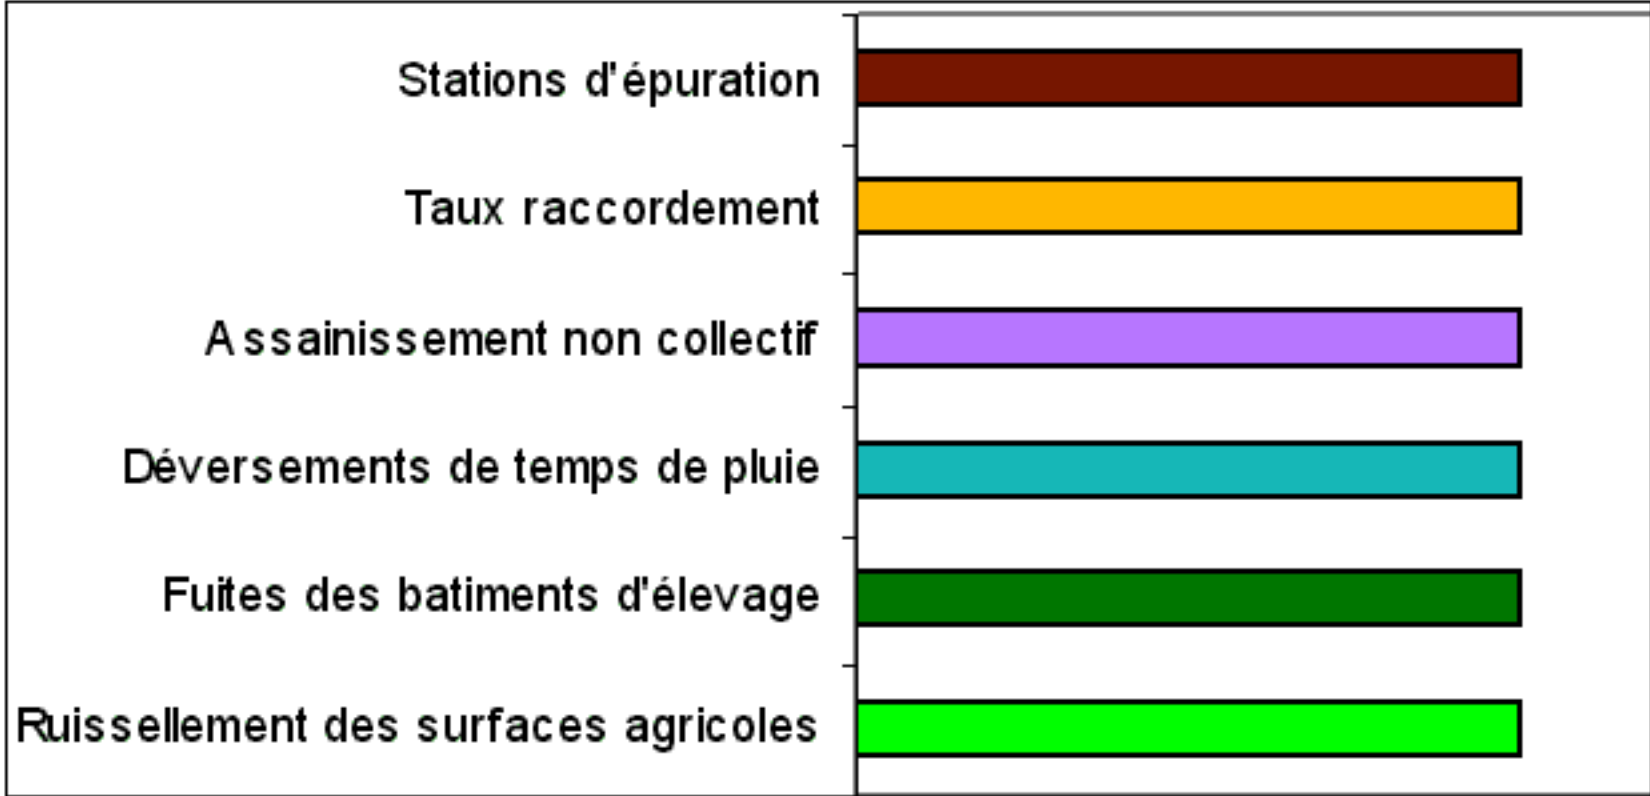 Stations d'épuration
Taux raccordement
Assainissement non collectif
Déversements de temps de pluie
Fuites des batiments d'élevage
Ruissellement des surfaces agricoles